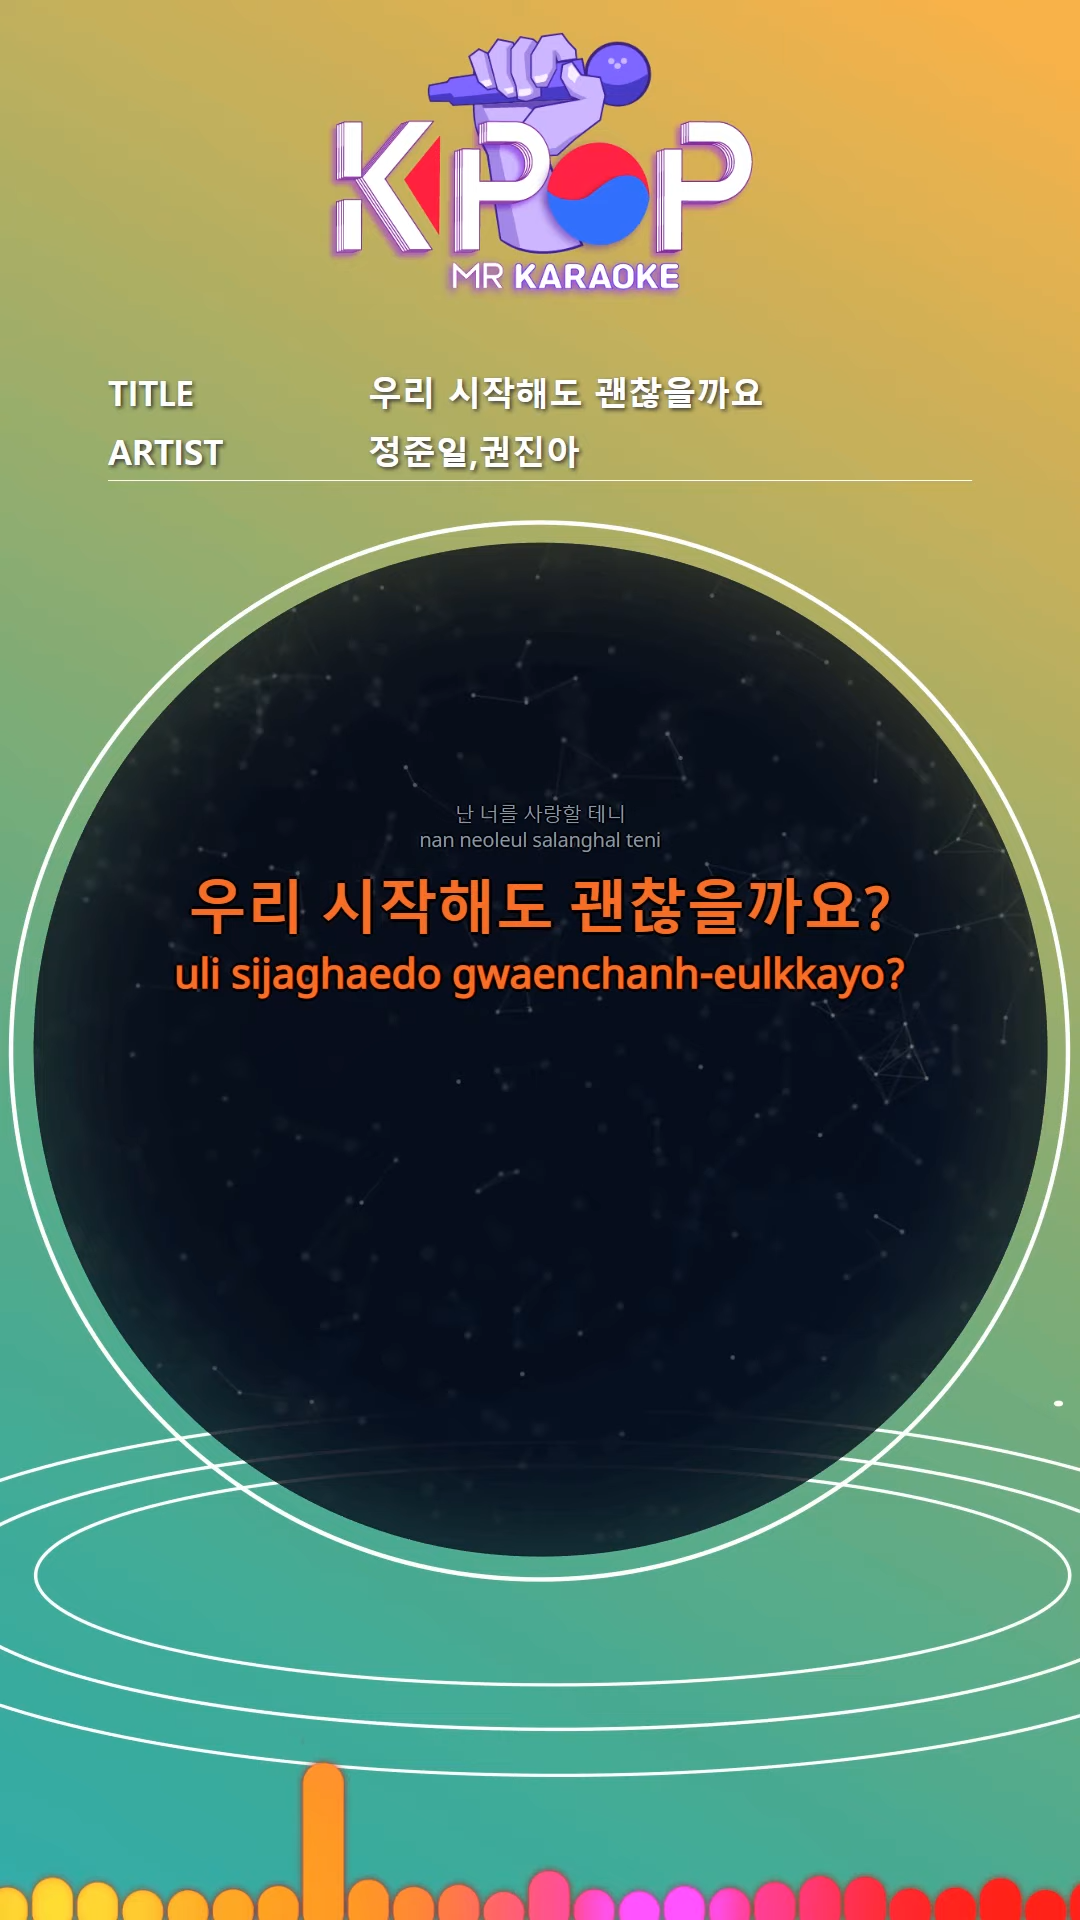 KPOP
MR KARAOKE
TITLE 우리 시작해도 괜찮을까요
ARTIST 정준일,권진아
난 너를 사랑할 테니
nan neoleul salanghal teni
우리 시작해도 괜찮을까요?
uli sijaghaedo gwaenchanh-eulkkayo?